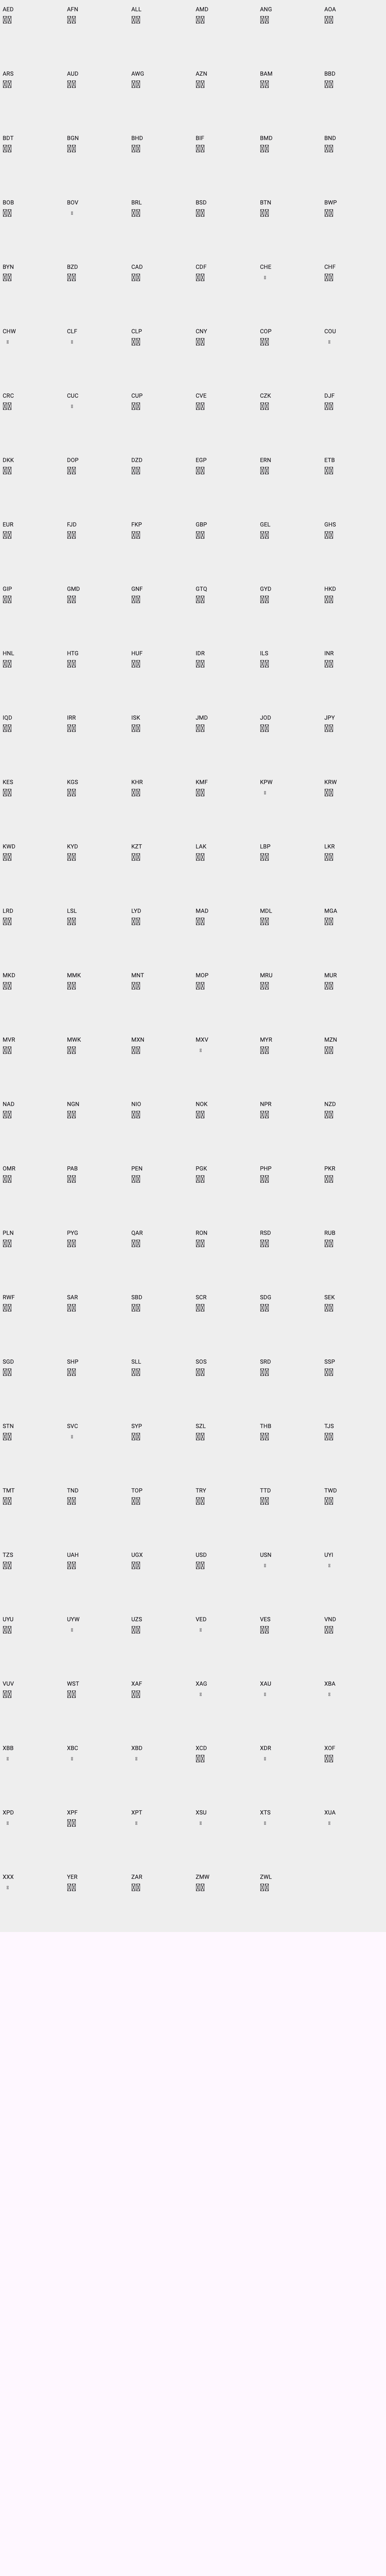 AED AFN ALL AMD ANG AOA
ARS AUD AWG AZN BAM BBD
BDT BGN BHD BIF BMD BND
BOB BOV BRL BSD BTN BWP
BYN BZD CAD CDF CHE CHF
CHW CLF CLP CNY COP COU
CRC CUC CUP CVE CZK DJF
DKK DOP DZD EGP ERN ETB
EUR FJD FKP GBP GEL GHS
GIP GMD GNF GTQ GYD HKD
HNL HTG HUF IDR ILS INR
IQD IRR ISK JMD JOD JPY
KES KGS KHR KMF KPW KRW
KWD KYD KZT LAK LBP LKR
LRD LSL LYD MAD MDL MGA
MKD MMK MNT MOP MRU MUR
MVR MWK MXN MXV MYR MZN
NAD NGN NIO NOK NPR NZD
OMR PAB PEN PGK PHP PKR
PLN PYG QAR RON RSD RUB
RWF SAR SBD SCR SDG SEK
SGD SHP SLL SOS SRD SSP
STN SVC SYP SZL THB TJS
TMT TND TOP TRY TTD TWD
TZS UAH UGX USD USN UYI
UYU UYW UZS VED VES VND
VUV WST XAF XAG XAU XBA
XBB XBC XBD XCD XDR XOF
XPD XPF XPT XSU XTS XUA
XXX YER ZAR ZMW ZWL